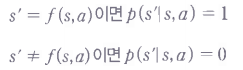 s′ = f(s,a)이면 p(s′|s,a) = 1
s′ ≠ f(s,a)이면 p(s′|s,a) = 0